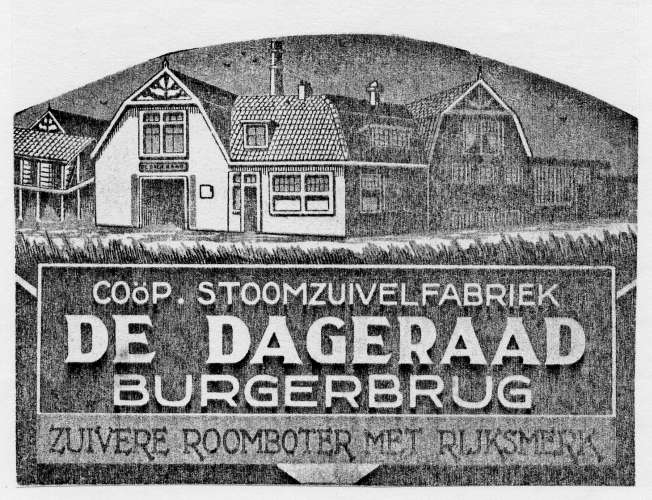 COöP. STOOMZUIVELFABRIEK
DE DAGERAAD
BURGERBRUG
ZUIVERE ROOMBOTER MET RIJKSMERK